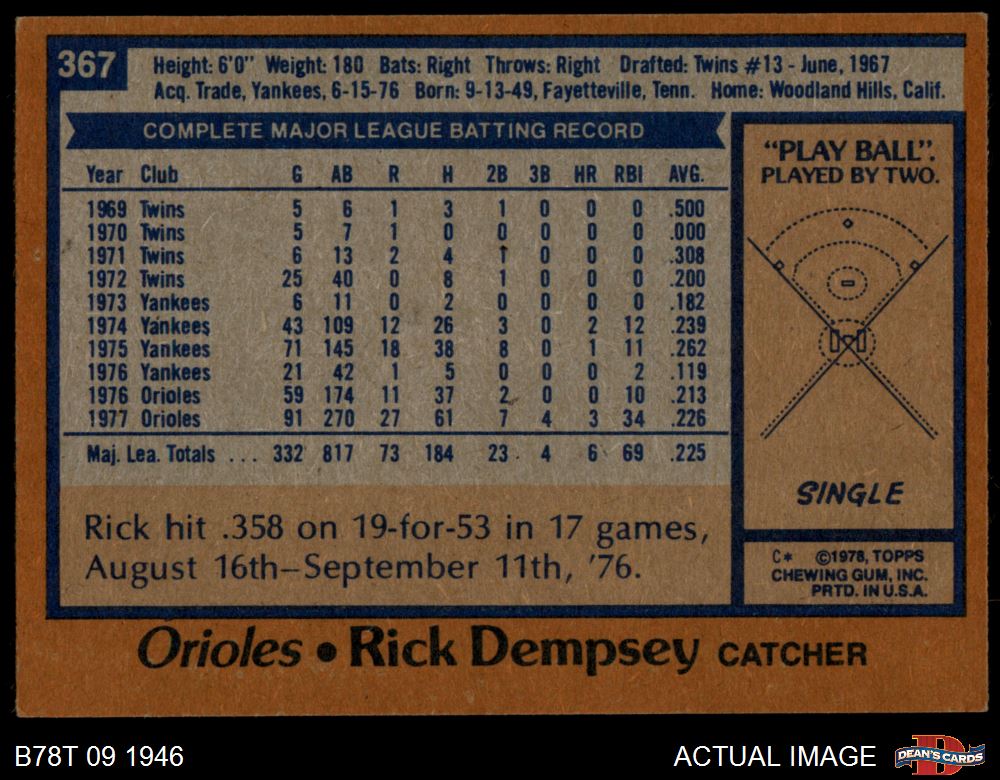 367
Height: 6'0" Weight: 180 Bats: Right Throws: Right Drafted: Twins #13 - June, 1967
Acq. Trade, Yankees, 6-15-76 Born: 9-13-49, Fayetteville, Tenn. Home: Woodland Hills, Calif.
COMPLETE MAJOR LEAGUE BATTING RECORD
Year Club G AB R H 2B 3B HR RBI AVG.
1969 Twins 5 6 1 3 1 0 0 0 .500
1970 Twins 5 7 1 0 0 0 0 0 .000
1971 Twins 6 13 2 4 1 0 0 0 .308
1972 Twins 25 40 0 8 1 0 0 0 .200
1973 Yankees 6 11 0 2 0 0 0 0 .182
1974 Yankees 43 109 12 26 3 0 2 12 .239
1975 Yankees 71 145 18 38 8 0 1 11 .262
1976 Yankees 21 42 1 5 0 0 0 2 .119
1976 Orioles 59 174 11 37 2 0 0 10 .213
1977 Orioles 91 270 27 61 7 4 3 34 .226
Maj. Lea. Totals ... 332 817 73 184 23 4 6 69 .225
Rick hit .358 on 19-for-53 in 17 games,
August 16th–September 11th, '76.
"PLAY BALL".
PLAYED BY TWO.
SINGLE
C* ©1978, TOPPS
CHEWING GUM, INC.
PRTD. IN U.S.A.
Orioles • Rick Dempsey CATCHER
B78T 09 1946
ACTUAL IMAGE
D
DEAN'S CARDS